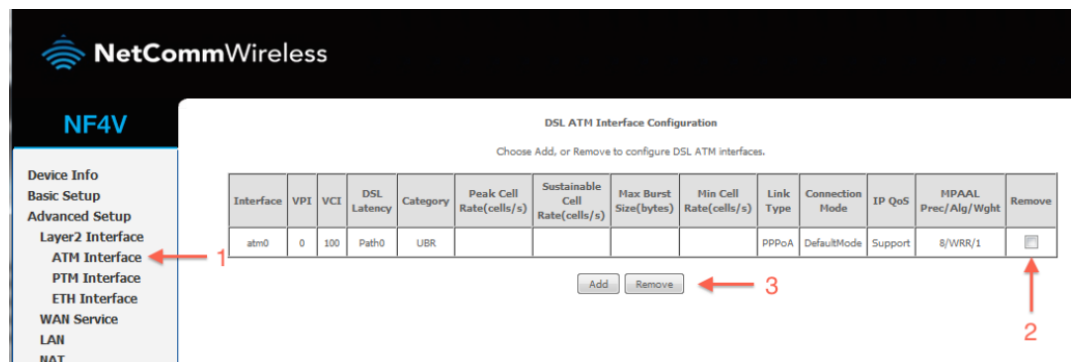 NetCommWireless
NF4V
DSL ATM Interface Configuration
Choose Add, or Remove to configure DSL ATM interfaces.
Device Info
Basic Setup
Advanced Setup
Layer2 Interface
ATM Interface
PTM Interface
ETH Interface
WAN Service
LAN
NAT
1
Interface VPI VCI DSL Latency Category Peak Cell Rate(cells/s) Sustainable Cell Rate(cells/s) Max Burst Size(bytes) Min Cell Rate(cells/s) Link Type Connection Mode IP QoS MPAAL Prec/Alg/Wght Remove
atm0 0 100 Path0 UBR PPPoA DefaultMode Support 8/WRR/1
Add Remove
3
2